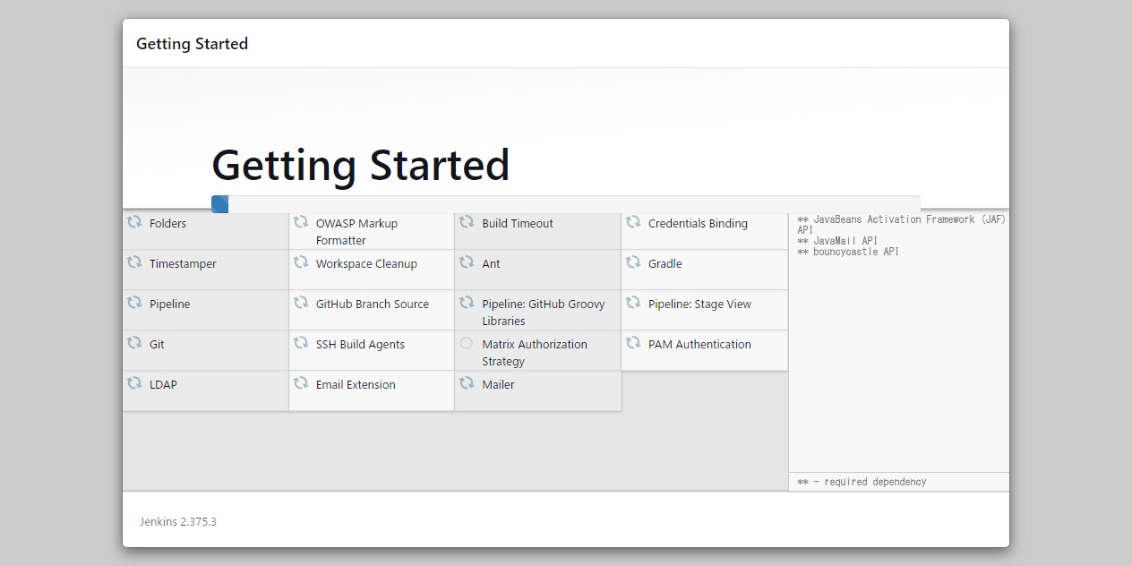 Getting Started
Getting Started
Folders
OWASP Markup
Formatter
Build Timeout
Credentials Binding
Timestamper
Workspace Cleanup
Ant
Gradle
Pipeline
GitHub Branch Source
Pipeline: GitHub Groovy
Libraries
Pipeline: Stage View
Git
SSH Build Agents
Matrix Authorization
Strategy
PAM Authentication
LDAP
Email Extension
Mailer
** JavaBeans Activation Framework (JAF)
API
** JavaMail API
** bouncycastle API
** - required dependency
Jenkins 2.375.3